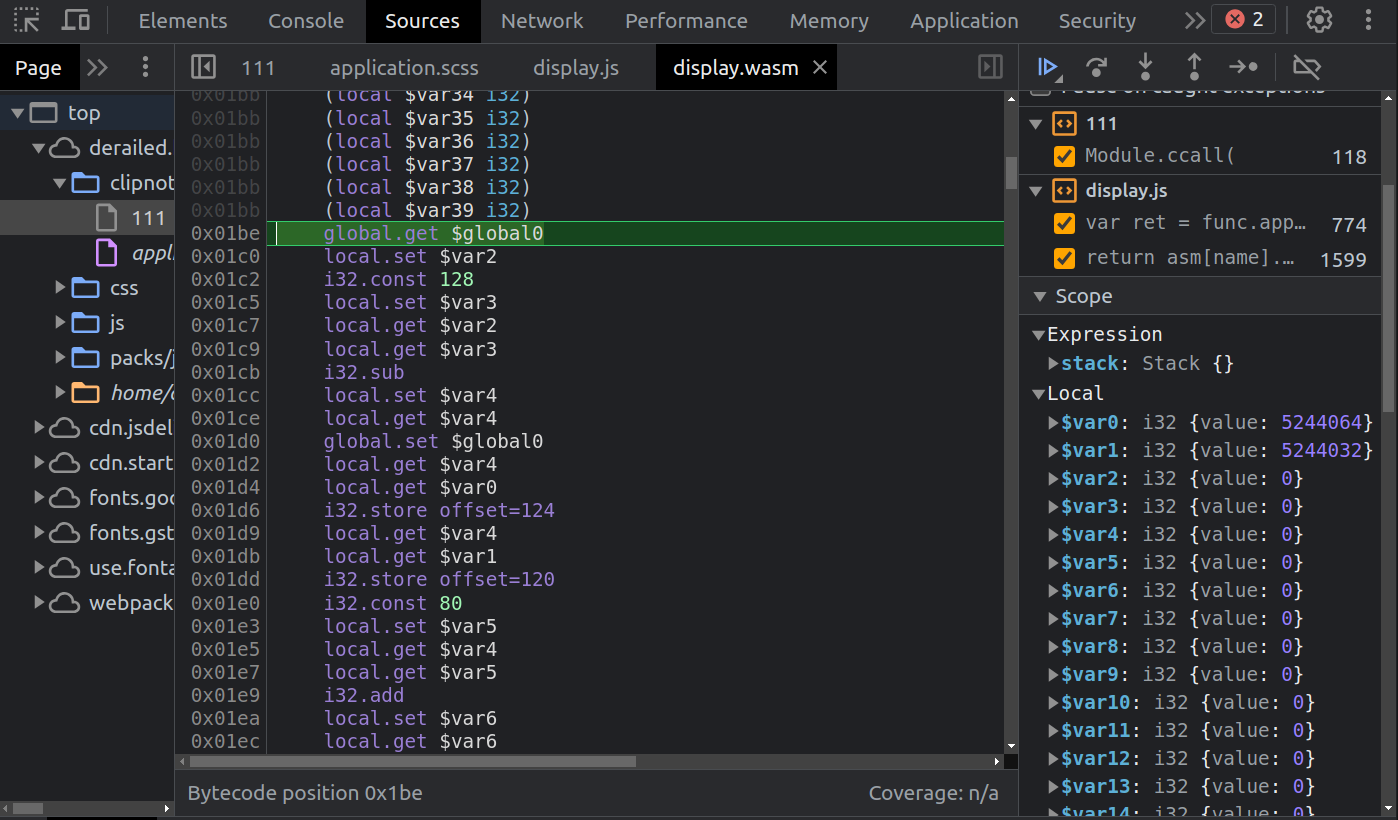 Elements Console Sources Network Performance Memory Application Security 2
Page 111 application.scss display.js display.wasm
top
derailed.
clipnot
111
appl
css
js
packs/j
home/
cdn.jsdel
cdn.start
fonts.goo
fonts.gst
use.fonta
webpack
0x01bb (local $var34 i32)
0x01bb (local $var35 i32)
0x01bb (local $var36 i32)
0x01bb (local $var37 i32)
0x01bb (local $var38 i32)
0x01bb (local $var39 i32)
0x01be global.get $global0
0x01c0 local.set $var2
0x01c2 i32.const 128
0x01c5 local.set $var3
0x01c7 local.get $var2
0x01c9 local.get $var3
0x01cb i32.sub
0x01cc local.set $var4
0x01ce local.get $var4
0x01d0 global.set $global0
0x01d2 local.get $var4
0x01d4 local.get $var0
0x01d6 i32.store offset=124
0x01d9 local.get $var4
0x01db local.get $var1
0x01dd i32.store offset=120
0x01e0 i32.const 80
0x01e3 local.set $var5
0x01e5 local.get $var4
0x01e7 local.get $var5
0x01e9 i32.add
0x01ea local.set $var6
0x01ec local.get $var6
Bytecode position 0x1be Coverage: n/a
Pause on caught exceptions
111
Module.ccall( 118
display.js
var ret = func.app… 774
return asm[name].… 1599
Scope
Expression
stack: Stack {}
Local
$var0: i32 {value: 5244064}
$var1: i32 {value: 5244032}
$var2: i32 {value: 0}
$var3: i32 {value: 0}
$var4: i32 {value: 0}
$var5: i32 {value: 0}
$var6: i32 {value: 0}
$var7: i32 {value: 0}
$var8: i32 {value: 0}
$var9: i32 {value: 0}
$var10: i32 {value: 0}
$var11: i32 {value: 0}
$var12: i32 {value: 0}
$var13: i32 {value: 0}
$var14: i32 {value: 0}